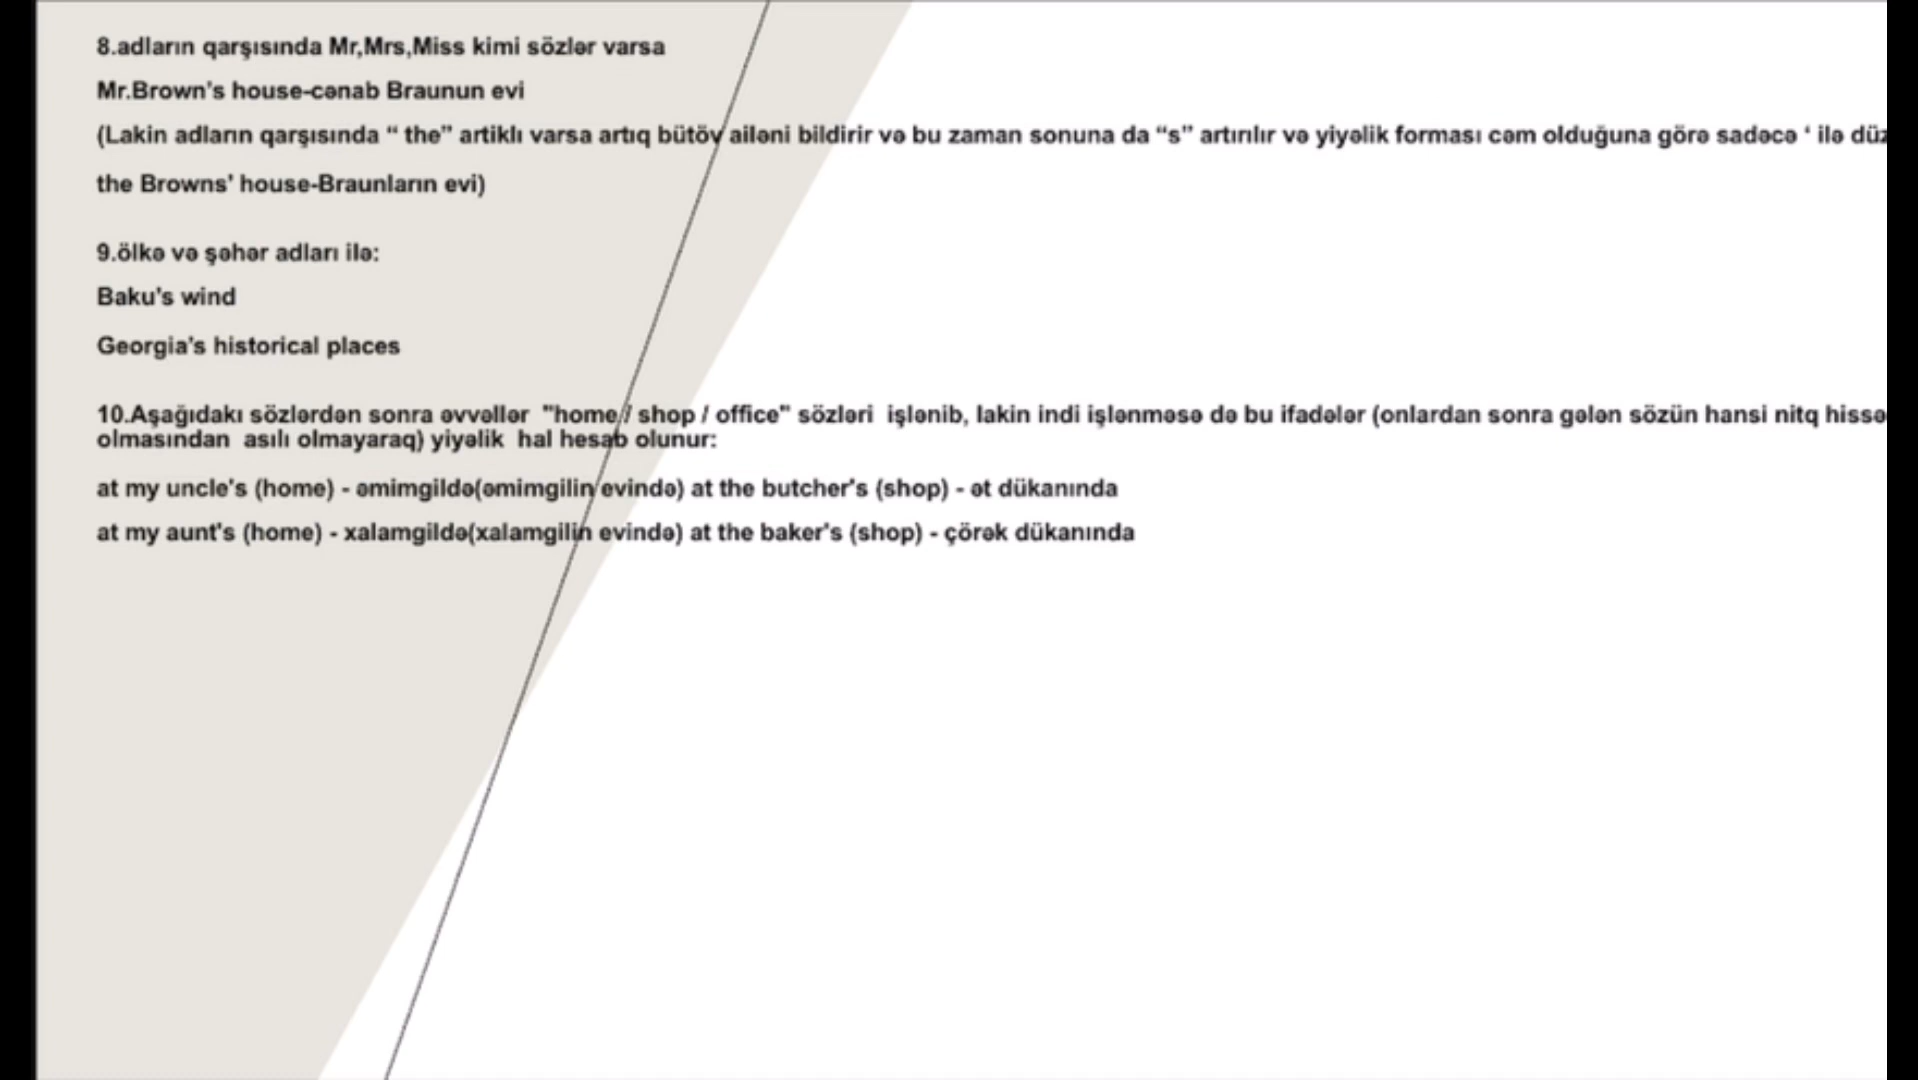 8.adların qarşısında Mr,Mrs,Miss kimi sözlər varsa
Mr.Brown's house-cənab Braunun evi
(Lakin adların qarşısında “ the” artiklı varsa artıq bütöv ailəni bildirir və bu zaman sonuna da “s” artırılır və yiyəlik forması cəm olduğuna görə sadəcə ‘ ilə
the Browns' house-Braunların evi)
9.ölkə və şəhər adları ilə:
Baku's wind
Georgia's historical places
10.Aşağıdakı sözlərdən sonra əvvəllər "home / shop / office" sözləri işlənib, lakin indi işlənməsə də bu ifadələr (onlardan sonra gələn sözün hansi nitq
olmasından asılı olmayaraq) yiyəlik hal hesab olunur:
at my uncle's (home) - əmimgildə(əmimgilin evində) at the butcher's (shop) - ət dükanında
at my aunt's (home) - xalamgildə(xalamgilin evində) at the baker's (shop) - çörək dükanında